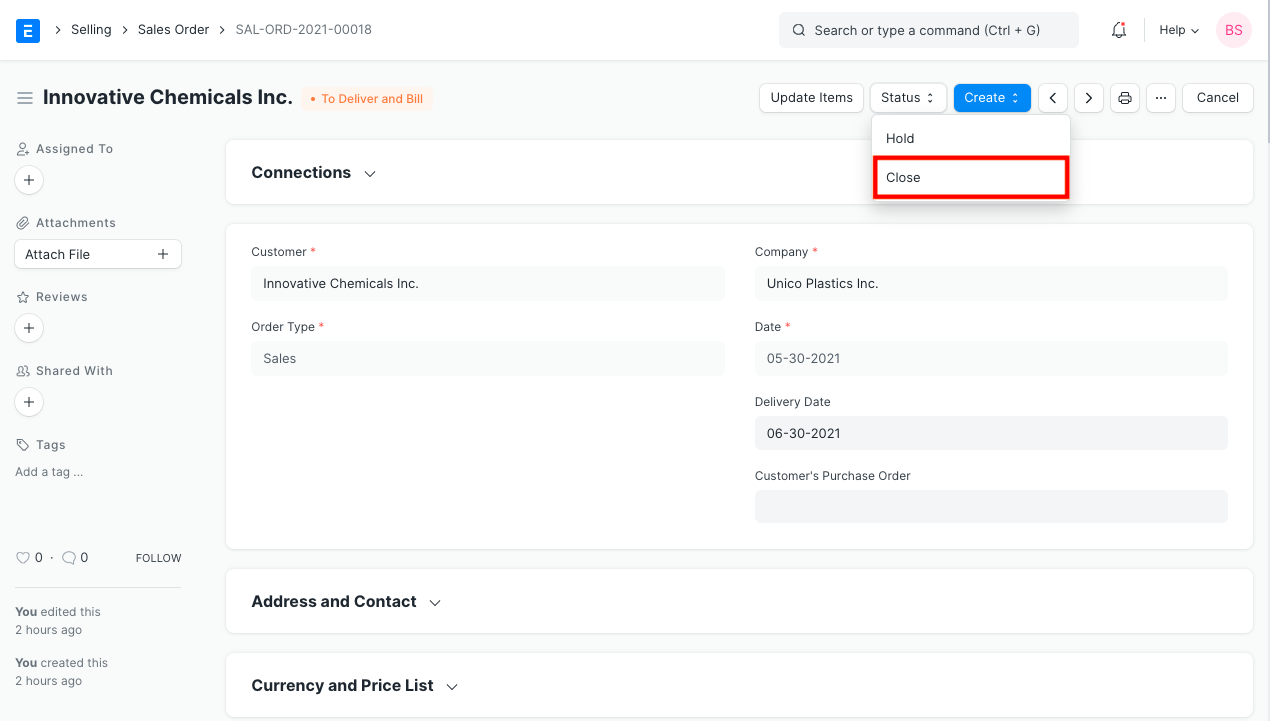 E
Selling
Sales Order
SAL-ORD-2021-00018
Search or type a command (Ctrl + G)
Help
BS
Innovative Chemicals Inc.
• To Deliver and Bill
Update Items
Status
Create
Cancel
Hold
Close
Assigned To
Attachments
Attach File
Reviews
Shared With
Tags
Add a tag ...
0 · 0
FOLLOW
You edited this
2 hours ago
You created this
2 hours ago
Connections
Customer *
Innovative Chemicals Inc.
Order Type *
Sales
Company *
Unico Plastics Inc.
Date *
05-30-2021
Delivery Date
06-30-2021
Customer's Purchase Order
Address and Contact
Currency and Price List